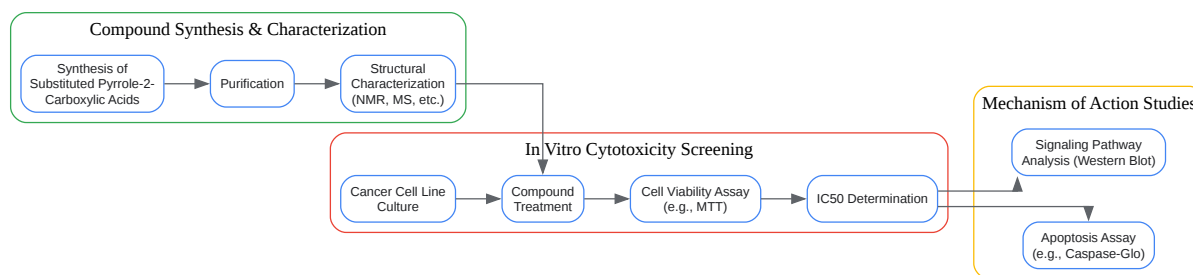 Compound Synthesis & Characterization
Synthesis of
Substituted Pyrrole-2-
Carboxylic Acids
Purification
Structural
Characterization
(NMR, MS, etc.)
In Vitro Cytotoxicity Screening
Cancer Cell Line
Culture
Compound
Treatment
Cell Viability Assay
(e.g., MTT)
IC50 Determination
Mechanism of Action Studies
Signaling Pathway
Analysis (Western Blot)
Apoptosis Assay
(e.g., Caspase-Glo)